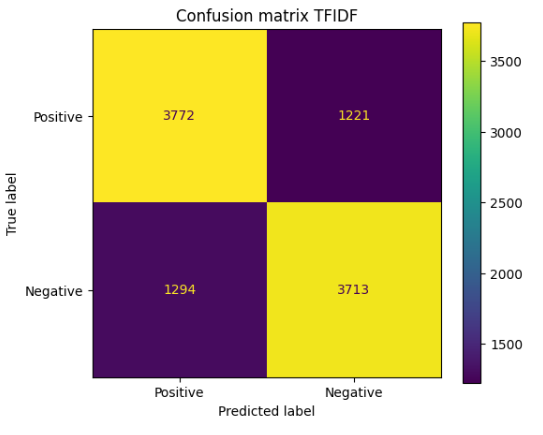 Confusion matrix TFIDF
True label
Positive
3772
1221
Negative
1294
3713
Positive
Negative
Predicted label
3500
3000
2500
2000
1500